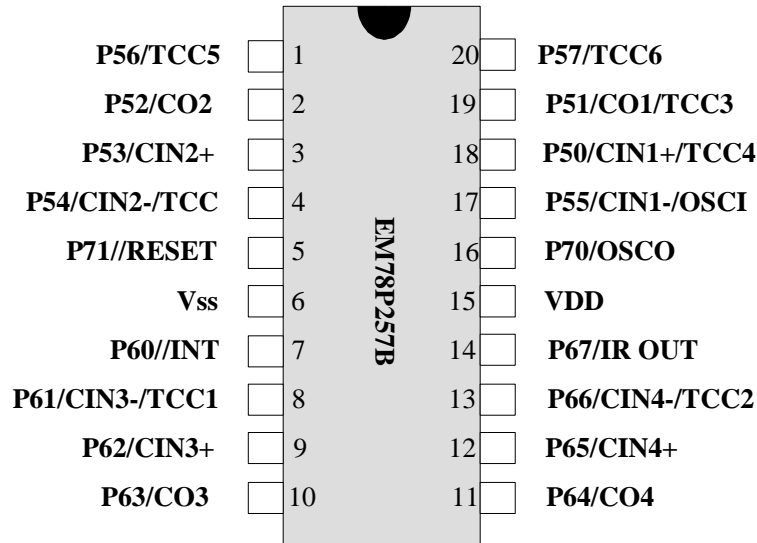 P56/TCC5 1 20 P57/TCC6
P52/CO2 2 19 P51/CO1/TCC3
P53/CIN2+ 3 18 P50/CIN1+/TCC4
P54/CIN2-/TCC 4 17 P55/CIN1-/OSCI
P71//RESET 5 16 P70/OSCO
Vss 6 15 VDD
P60//INT 7 14 P67/IR OUT
P61/CIN3-/TCC1 8 13 P66/CIN4-/TCC2
P62/CIN3+ 9 12 P65/CIN4+
P63/CO3 10 11 P64/CO4
EM78P257B